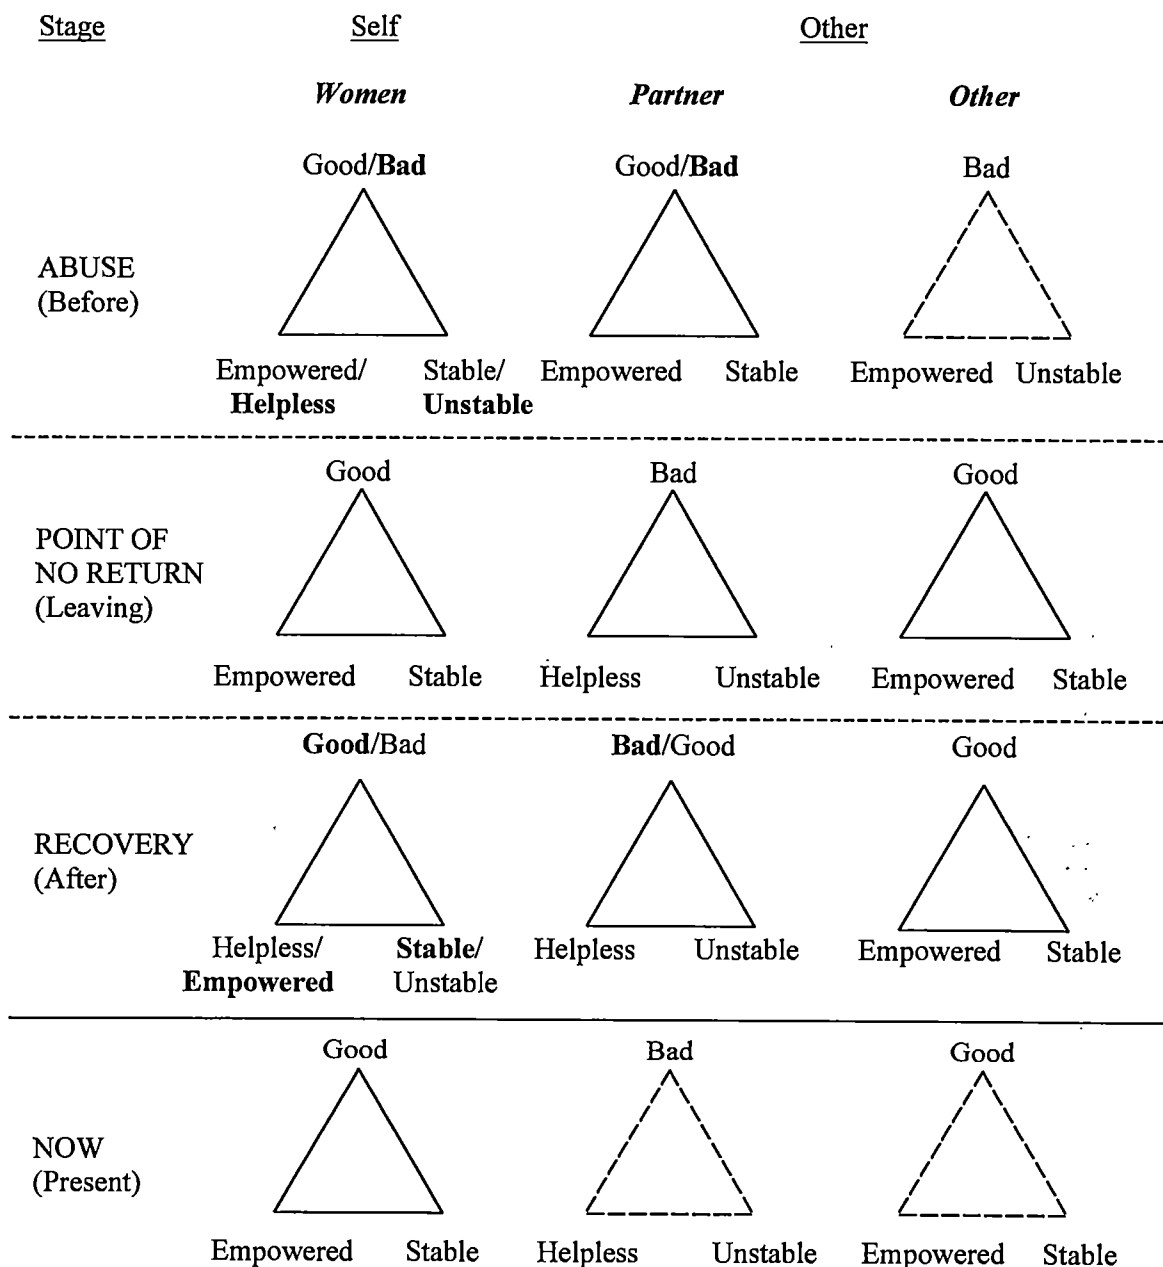 Stage Self Other
Women Partner Other
Good/Bad Good/Bad Bad
ABUSE
(Before)
Empowered/ Stable/ Empowered Stable Empowered Unstable
Helpless Unstable
Good Bad Good
POINT OF
NO RETURN
(Leaving)
Empowered Stable Helpless Unstable Empowered Stable
Good/Bad Bad/Good Good
RECOVERY
(After)
Helpless/ Stable/ Helpless Unstable Empowered Stable
Empowered Unstable
Good Bad Good
NOW
(Present)
Empowered Stable Helpless Unstable Empowered Stable